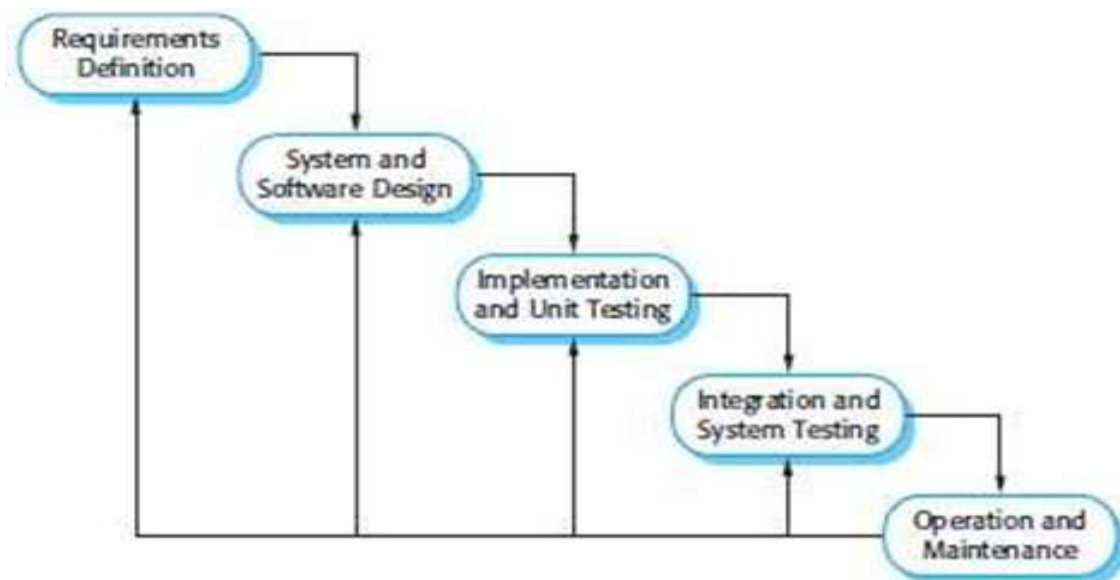 Requirements
Definition
System and
Software Design
Implementation
and Unit Testing
Integration and
System Testing
Operation and
Maintenance